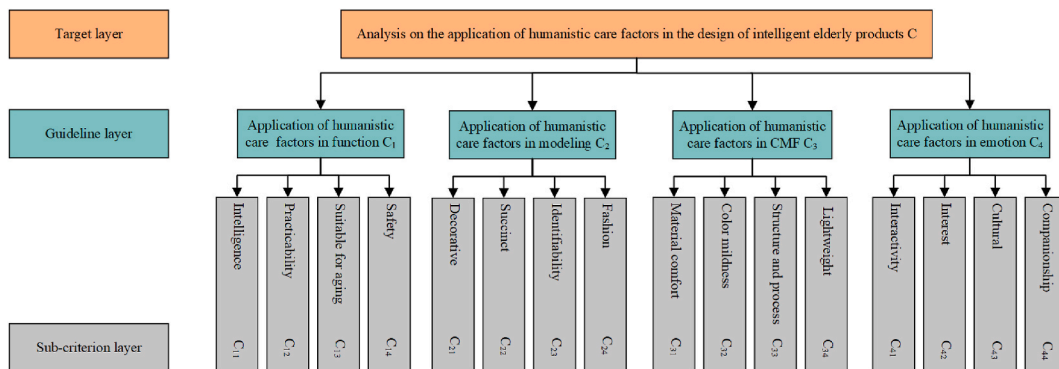 Target layer
Analysis on the application of humanistic care factors in the design of intelligent elderly products C
Guideline layer
Application of humanistic
care factors in function C₁
Application of humanistic
care factors in modeling C₂
Application of humanistic
care factors in CMF C₃
Application of humanistic
care factors in emotion C₄
Sub-criterion layer
Intelligence C₁₁
Practicability C₁₂
Suitable for aging C₁₃
Safety C₁₄
Decorative C₂₁
Succinct C₂₂
Identifiability C₂₃
Fashion C₂₄
Material comfort C₃₁
Color mildness C₃₂
Structure and process C₃₃
Lightweight C₃₄
Interactivity C₄₁
Interest C₄₂
Cultural C₄₃
Companionship C₄₄